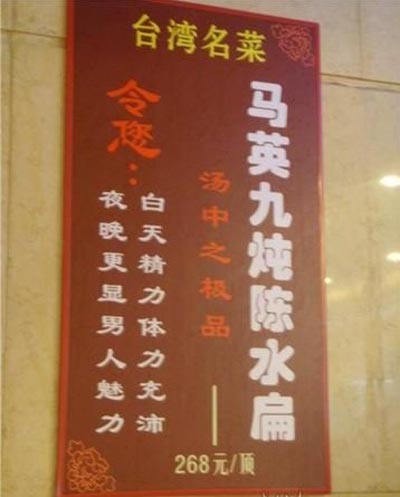 台湾名菜
马英九炖陈水扁
汤中之极品
268元/顶
令您：
白天精力体力充沛
夜晚更显男人魅力